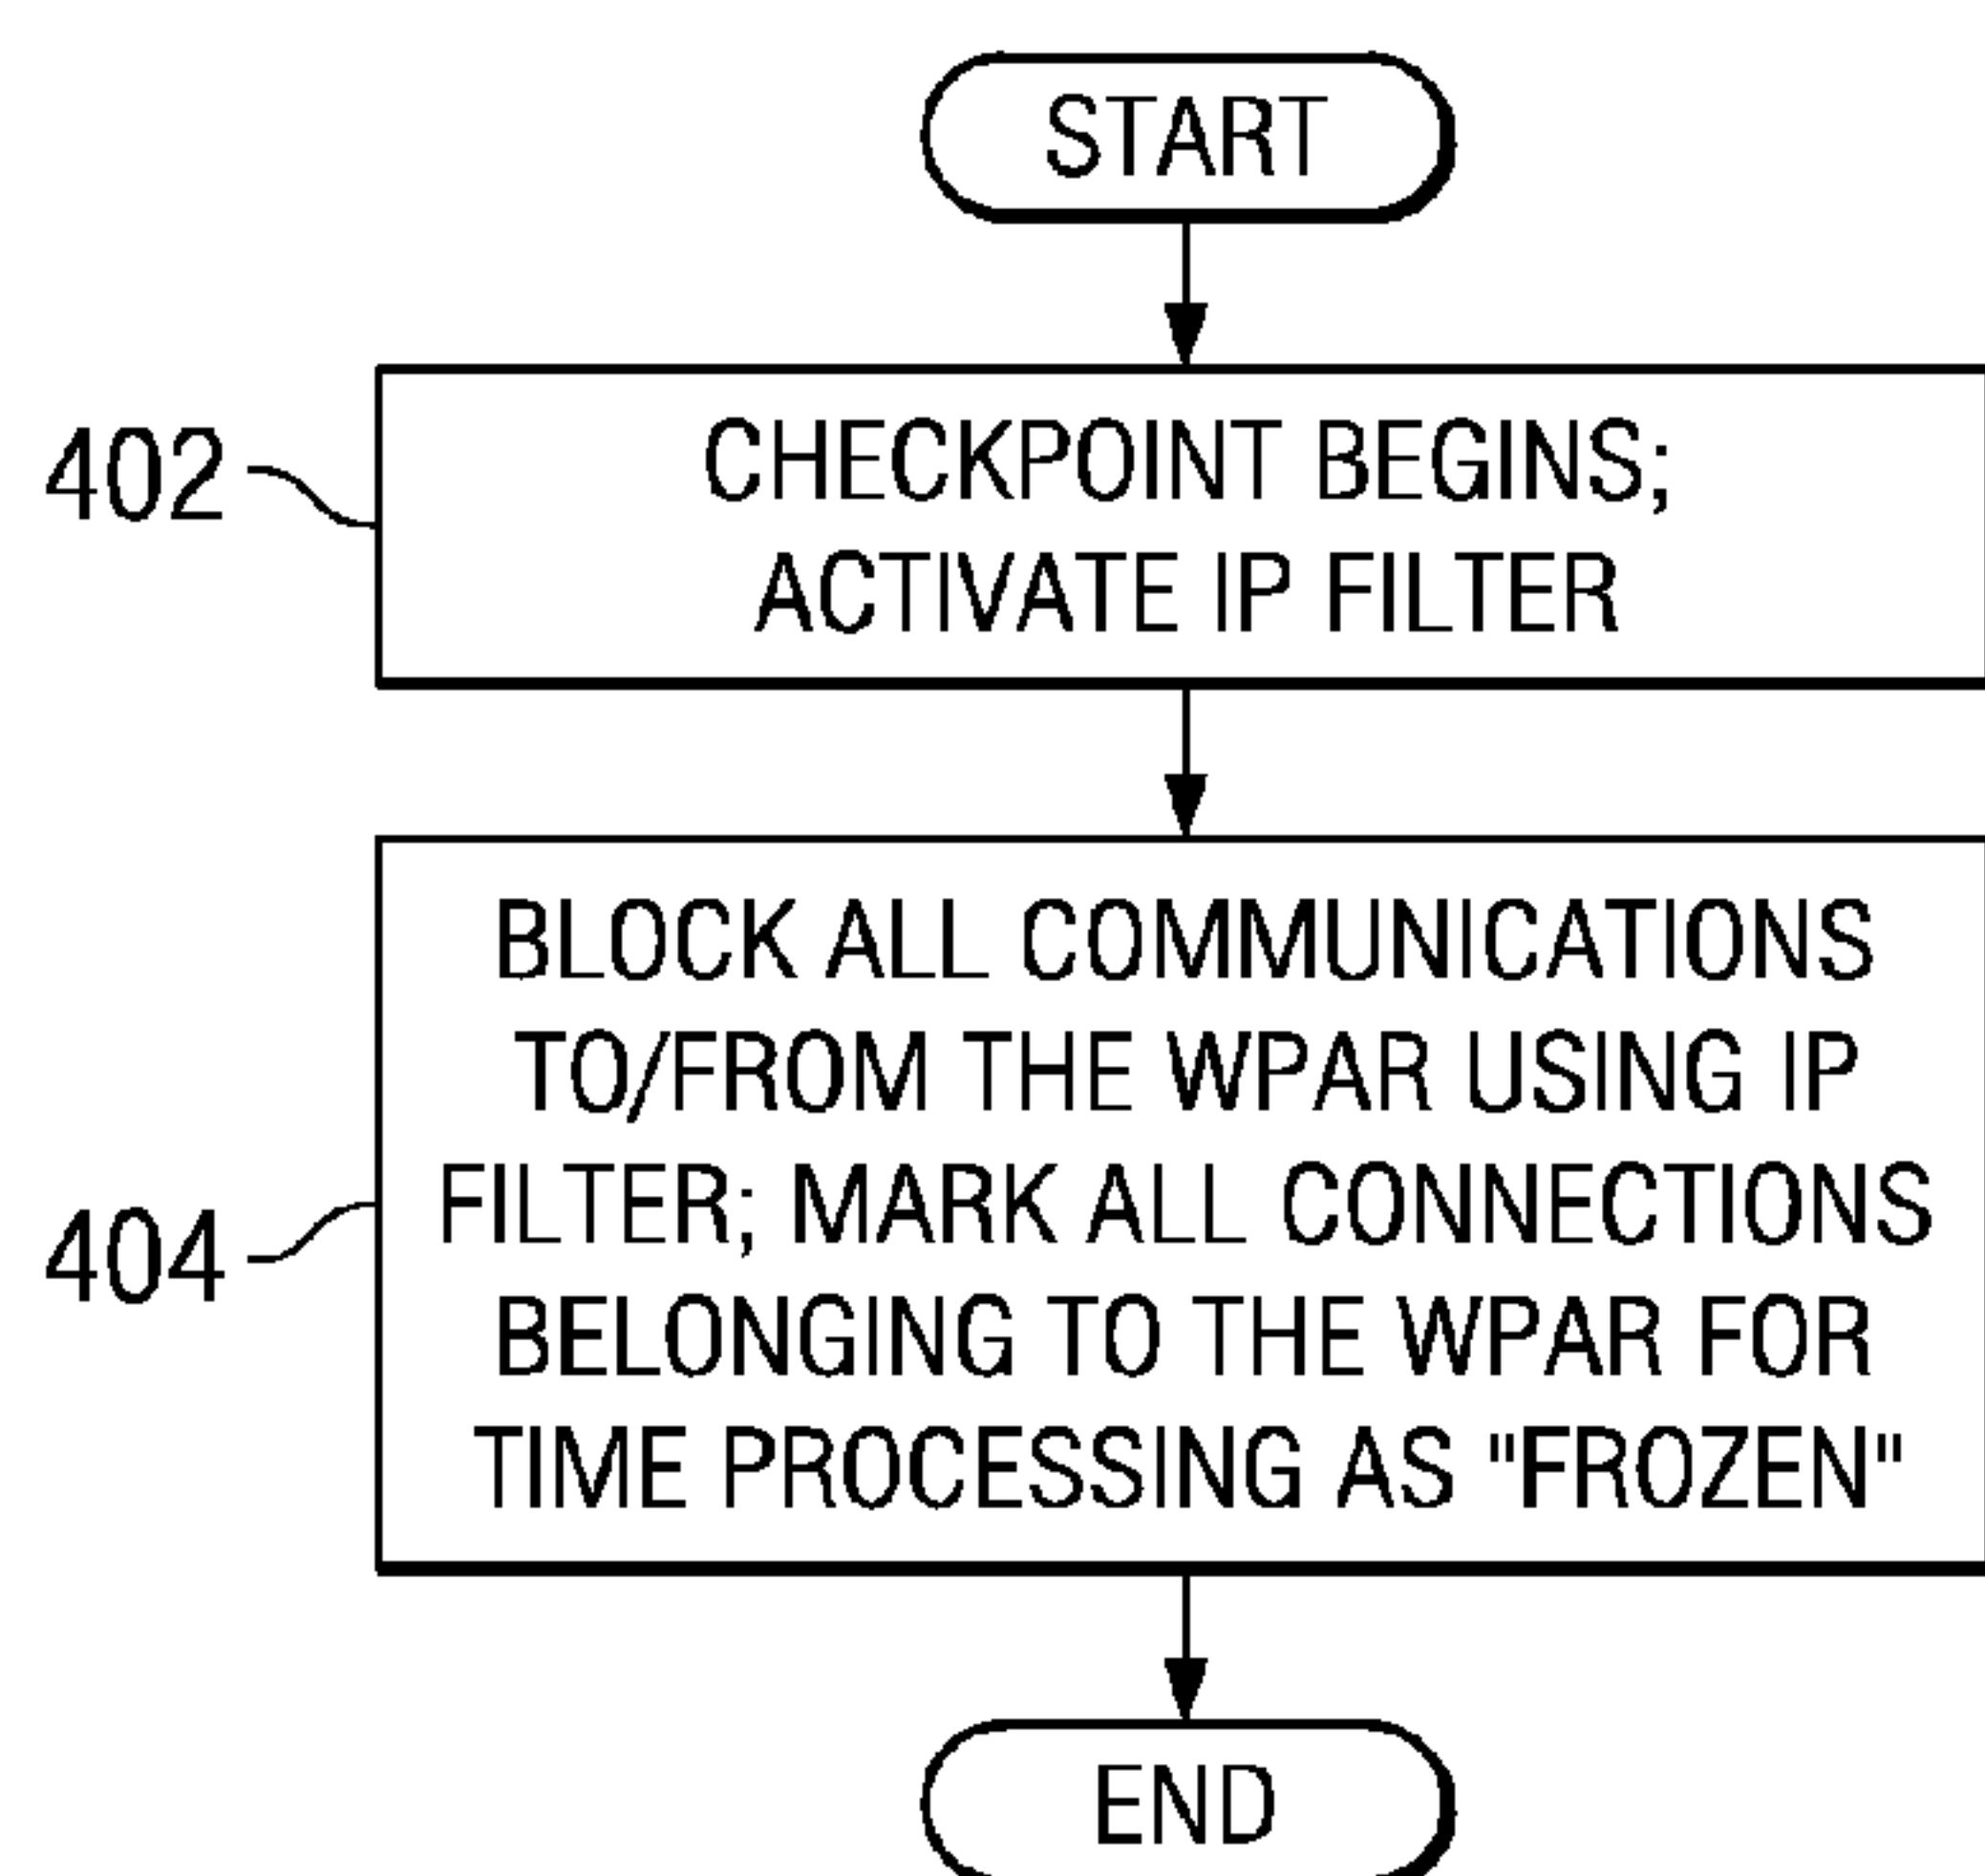 START
402
CHECKPOINT BEGINS;
ACTIVATE IP FILTER
404
BLOCK ALL COMMUNICATIONS
TO/FROM THE WPAR USING IP
FILTER; MARK ALL CONNECTIONS
BELONGING TO THE WPAR FOR
TIME PROCESSING AS "FROZEN"
END